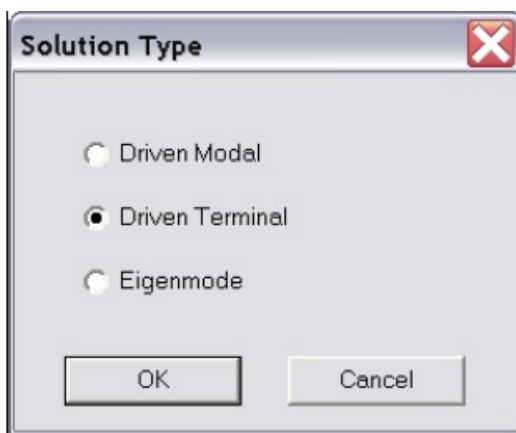 Solution Type
Driven Modal
Driven Terminal
Eigenmode
OK Cancel